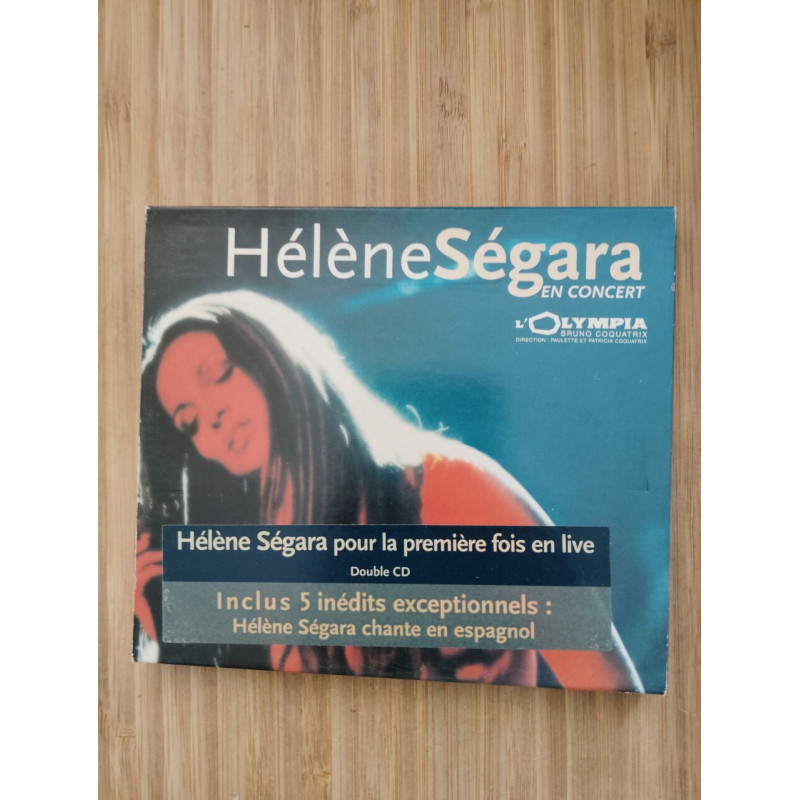 HélèneSégara
EN CONCERT
L'OLYMPIA
BRUNO COQUATRIX
DIRECTION : PAULETTE ET PATRICIA COQUATRIX
Hélène Ségara pour la première fois en live
Double CD
Inclus 5 inédits exceptionnels :
Hélène Ségara chante en espagnol